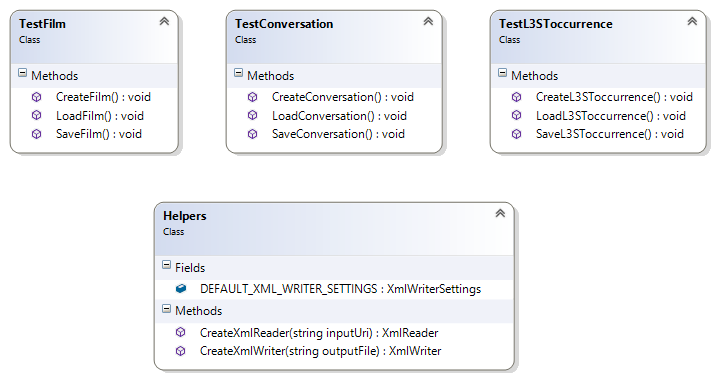 TestFilm
Class
Methods
CreateFilm() : void
LoadFilm() : void
SaveFilm() : void
TestConversation
Class
Methods
CreateConversation() : void
LoadConversation() : void
SaveConversation() : void
TestL3SToccurrence
Class
Methods
CreateL3SToccurrence() : void
LoadL3SToccurrence() : void
SaveL3SToccurrence() : void
Helpers
Class
Fields
DEFAULT_XML_WRITER_SETTINGS : XmlWriterSettings
Methods
CreateXmlReader(string inputUri) : XmlReader
CreateXmlWriter(string outputFile) : XmlWriter